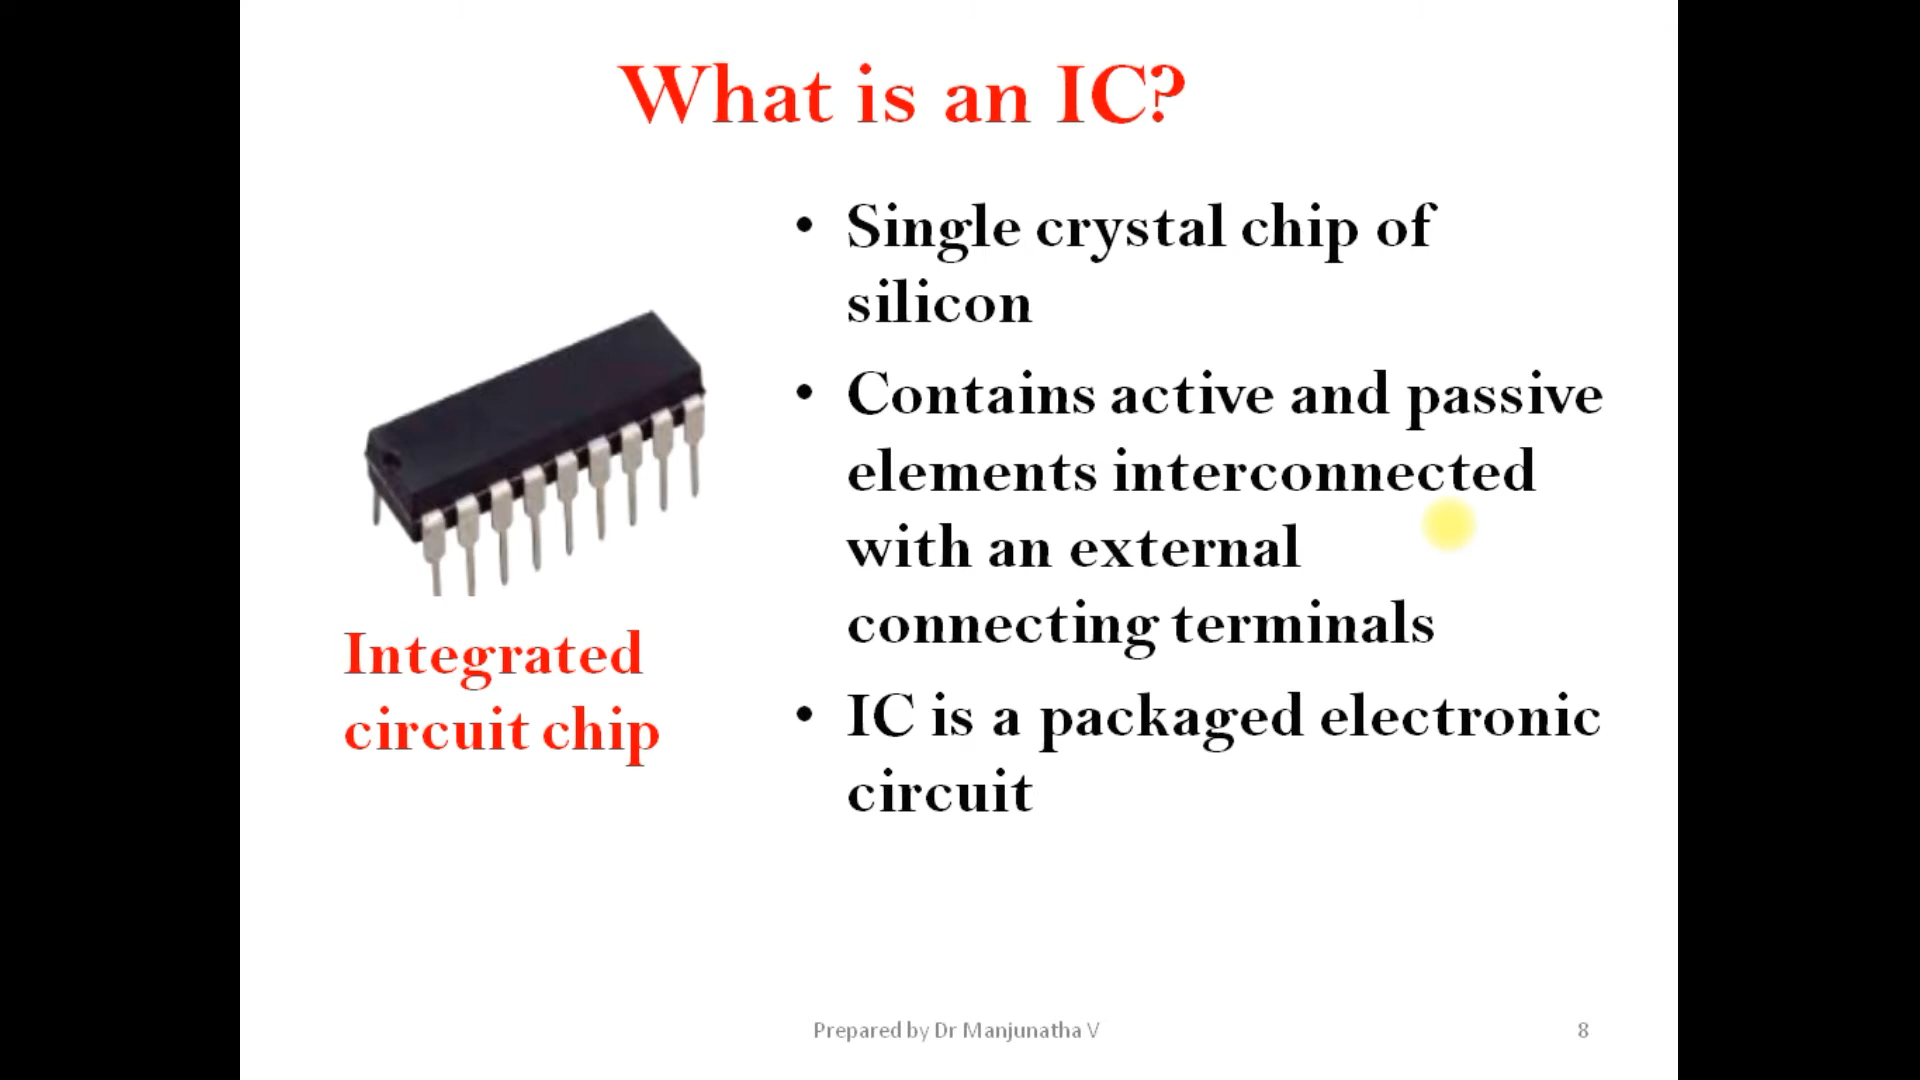 What is an IC?
• Single crystal chip of
silicon
• Contains active and passive
elements interconnected
with an external
connecting terminals
• IC is a packaged electronic
circuit
Integrated
circuit chip
Prepared by Dr Manjunatha V
8